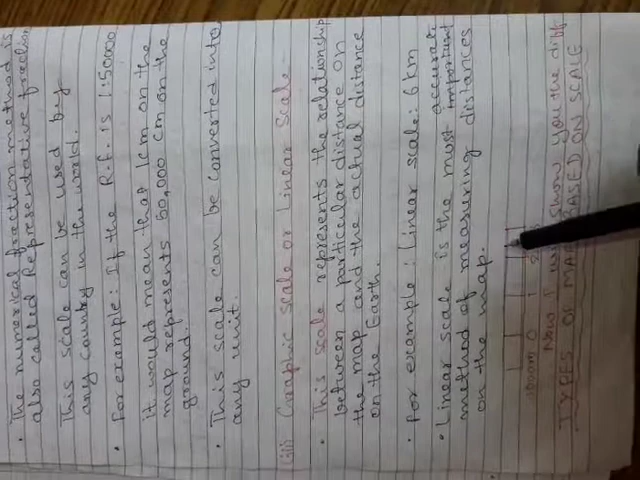 • The numerical fraction method is
also called Representative fraction
This scale can be used by
any country in the world.
• For example: If the R.F. is 1:50000
it would mean that 1cm on the
map represents 50,000 cm on the
ground.
• This scale can be converted into
any unit.
(iii) Graphic scale or Linear Scale-
• This scale represents the relationship
between a particular distance on
the map and the actual distance
on the Earth.
• For example: Linear scale: 6 km
• Linear scale is the most accurate
method of measuring important distances
on the map.
1000m 0 1 2
Now I will show you the diff
TYPES OF MAP BASED ON SCALE